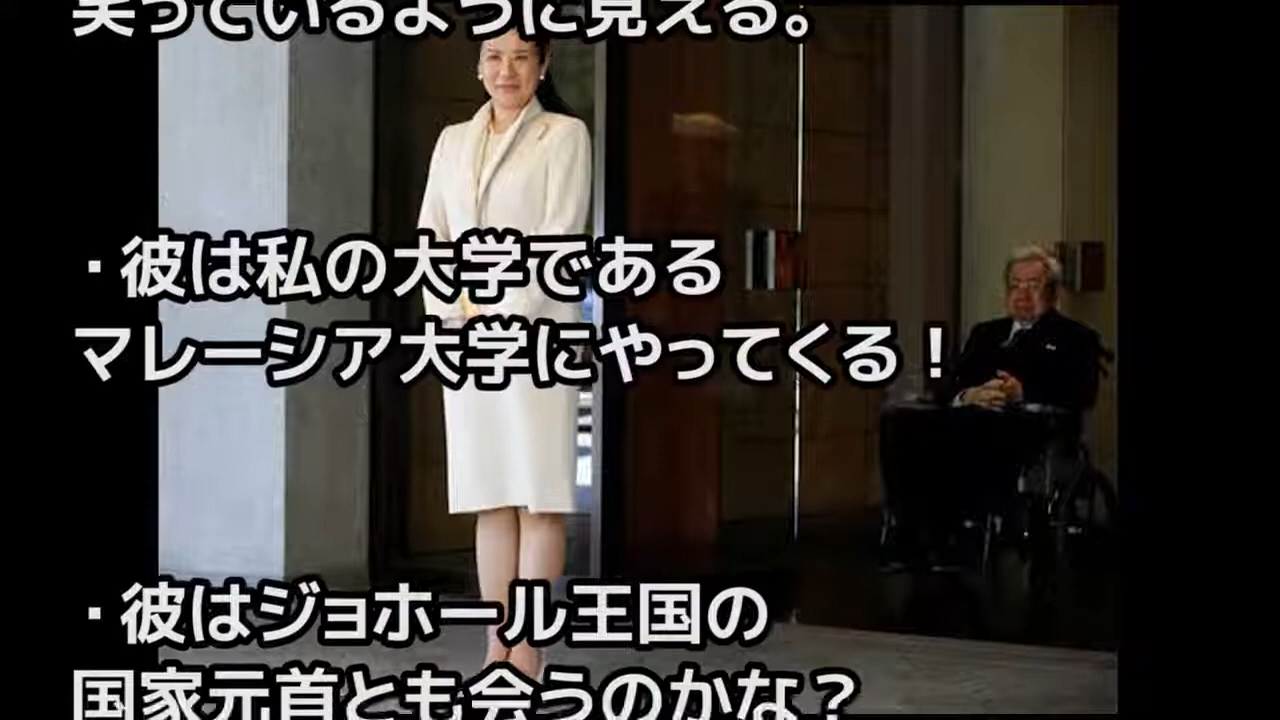 笑っているように見える。
・彼は私の大学である
マレーシア大学にやってくる！
・彼はジョホール王国の
国家元首とも会うのかな？